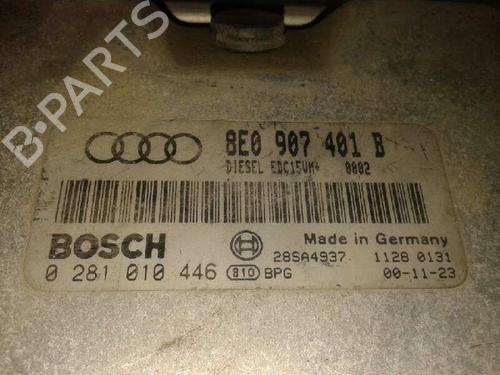 B-PARTS
8E0 907 401 B
DIESEL EDC15VM+ 0002
BOSCH
Made in Germany
0 281 010 446 810 BPG
28SA4937 1128 0131
00-11-23